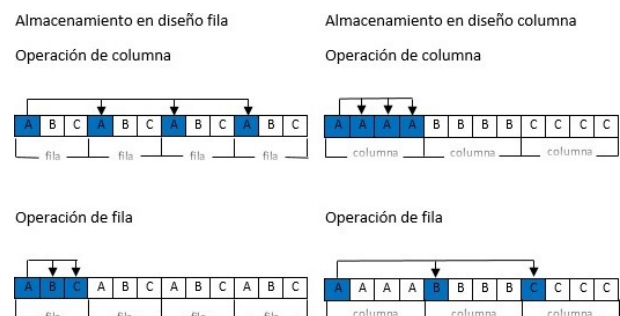 Almacenamiento en diseño fila
Operación de columna
A B C A B C A B C A B C
fila fila fila fila
Operación de fila
A B C A B C A B C A B C
fila fila fila fila
Almacenamiento en diseño columna
Operación de columna
A A A A B B B B C C C C
columna columna columna
Operación de fila
A A A A B B B B C C C C
columna columna columna